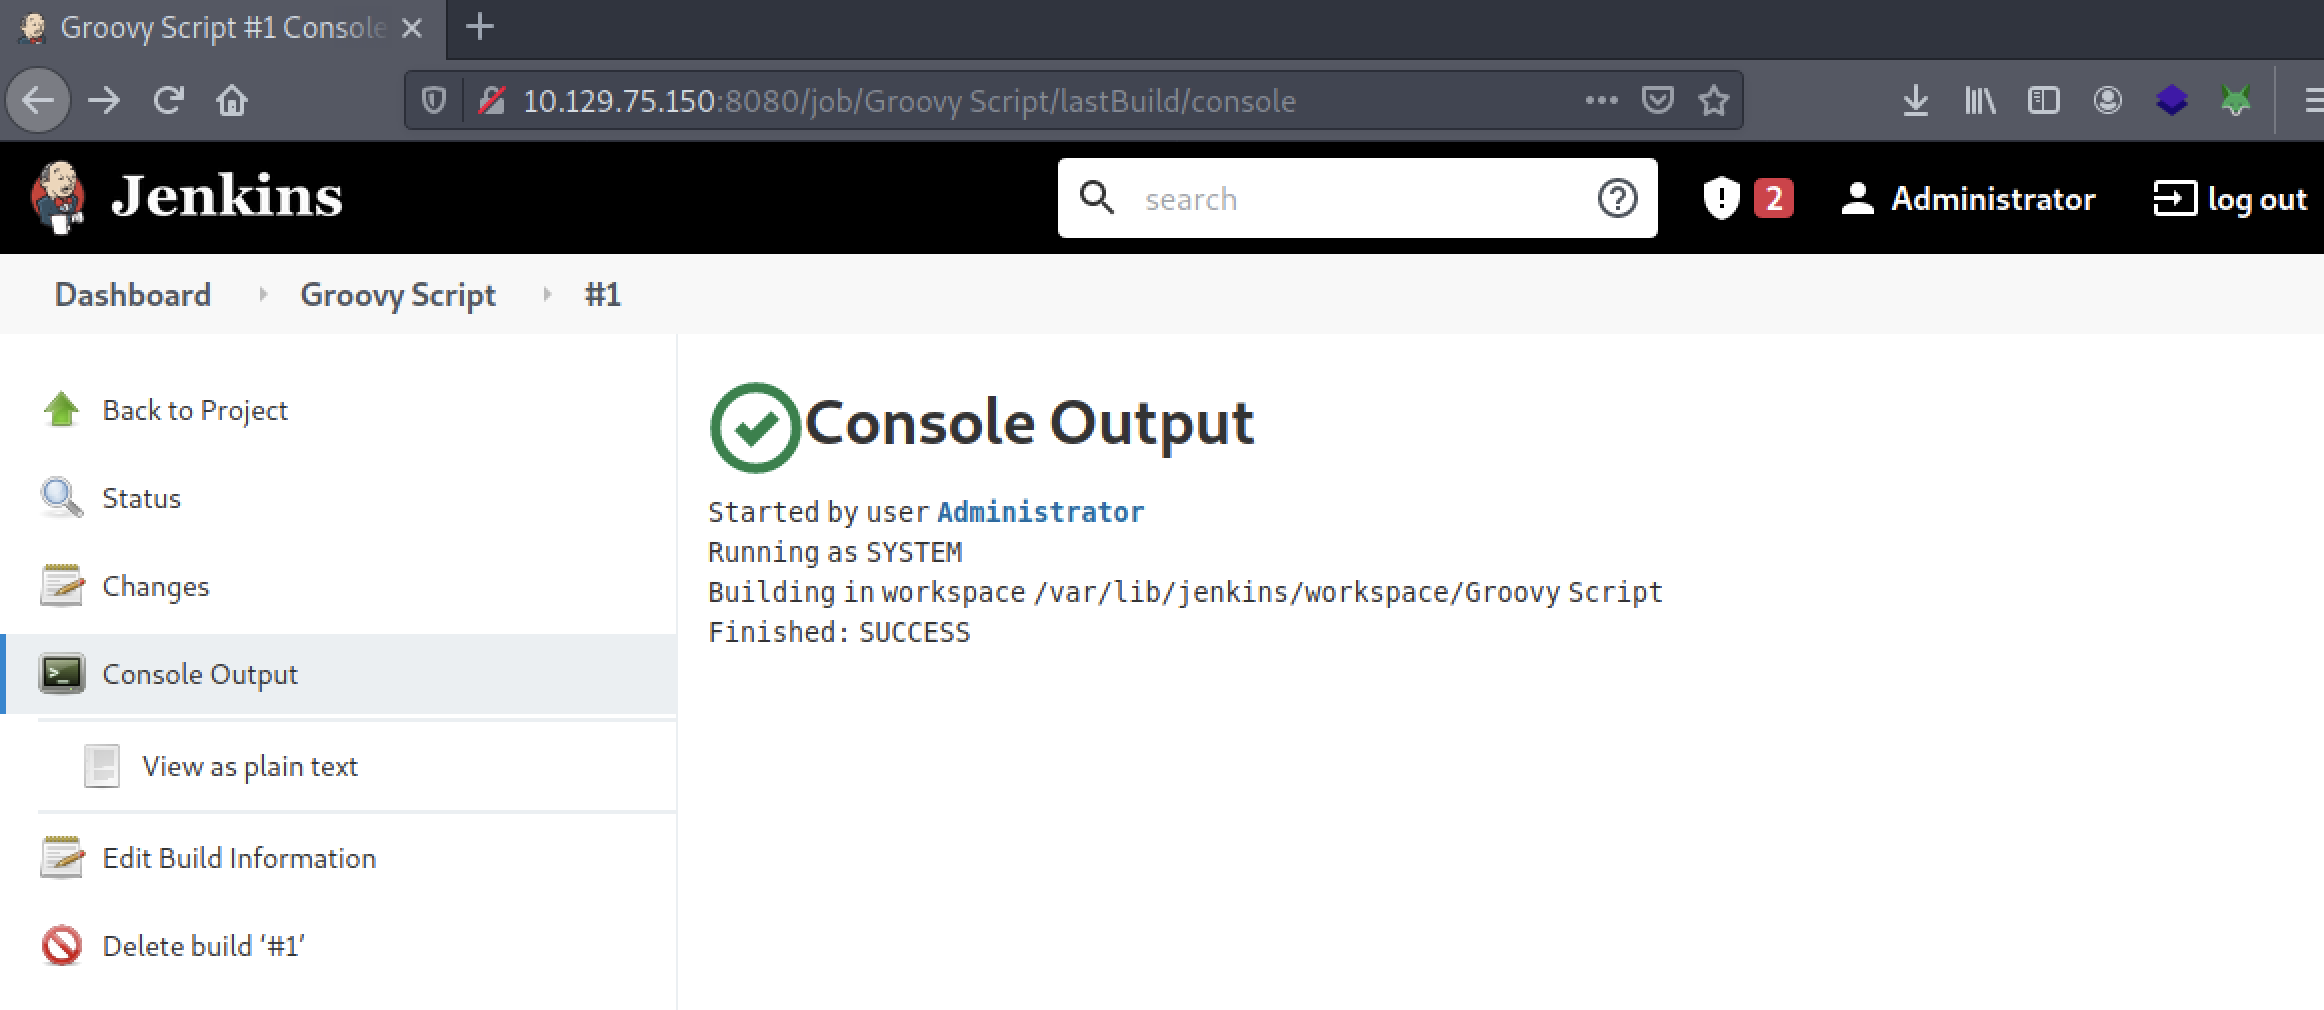 Groovy Script #1 Console
10.129.75.150:8080/job/Groovy Script/lastBuild/console
Jenkins
search
2
Administrator
log out
Dashboard
Groovy Script
#1
Back to Project
Status
Changes
Console Output
View as plain text
Edit Build Information
Delete build ‘#1’
Console Output
Started by user Administrator
Running as SYSTEM
Building in workspace /var/lib/jenkins/workspace/Groovy Script
Finished: SUCCESS